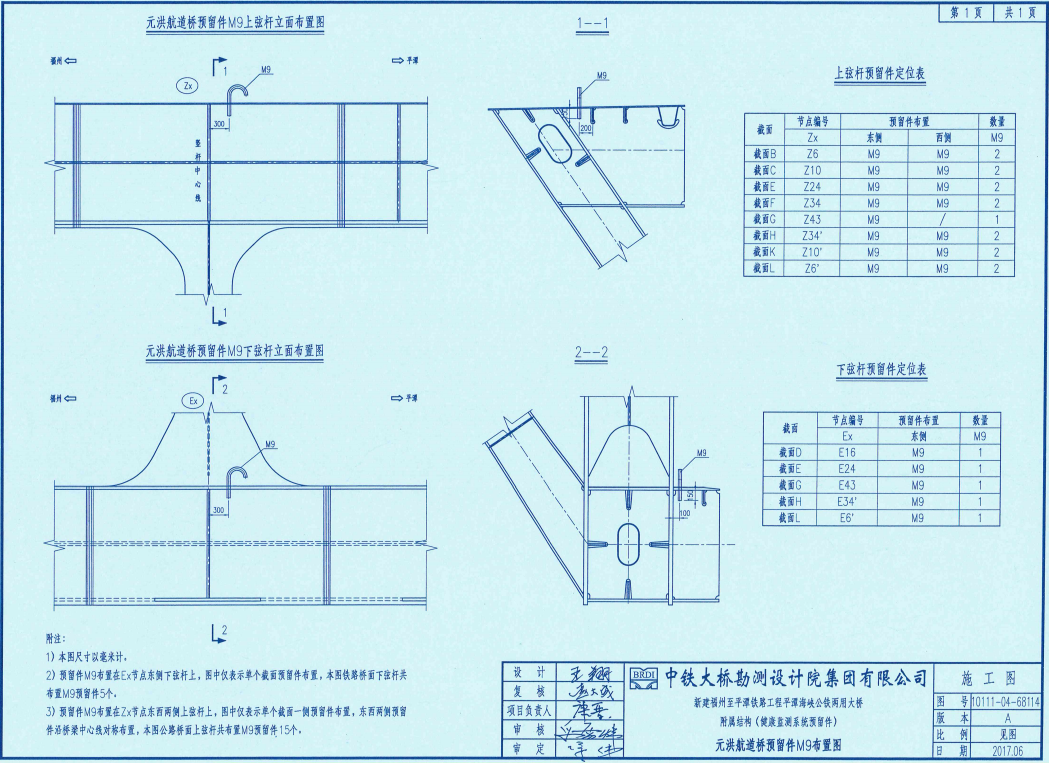 第 1 页 共 1 页
元洪航道桥预留件M9上弦杆立面布置图
1--1
福州 平潭
Zx
1
M9
300
竖杆中心线
1
M9
200
上弦杆预留件定位表
截面 节点编号 预留件布置 数量
Zx 东侧 西侧 M9
截面B Z6 M9 M9 2
截面C Z10 M9 M9 2
截面E Z24 M9 M9 2
截面F Z34 M9 M9 2
截面G Z43 M9 / 1
截面H Z34' M9 M9 2
截面K Z10' M9 M9 2
截面L Z6' M9 M9 2
元洪航道桥预留件M9下弦杆立面布置图
2--2
福州 平潭
Ex
2
M9
300
2
M9
150
100
下弦杆预留件定位表
截面 节点编号 预留件布置 数量
Ex 东侧 M9
截面D E16 M9 1
截面E E24 M9 1
截面G E43 M9 1
截面H E34' M9 1
截面L E6' M9 1
附注：
1）本图尺寸以毫米计。
2）预留件M9布置在Ex节点东侧下弦杆上，图中仅表示单个截面预留件布置，本图铁路桥面下弦杆共
布置M9预留件5个。
3）预留件M9布置在Zx节点东西两侧上弦杆上，图中仅表示单个截面一侧预留件布置，东西两侧预留
件沿桥梁中心线对称布置，本图公路桥面上弦杆共布置M9预留件15个。
设 计
复 核
项目负责人
审 核
审 定
BRDI 中铁大桥勘测设计院集团有限公司
新建福州至平潭铁路工程平潭海峡公铁两用大桥
附属结构（健康监测系统预留件）
元洪航道桥预留件M9布置图
施 工 图
图 号 10111-04-68114
版 本 A
比 例 见图
日 期 2017.06